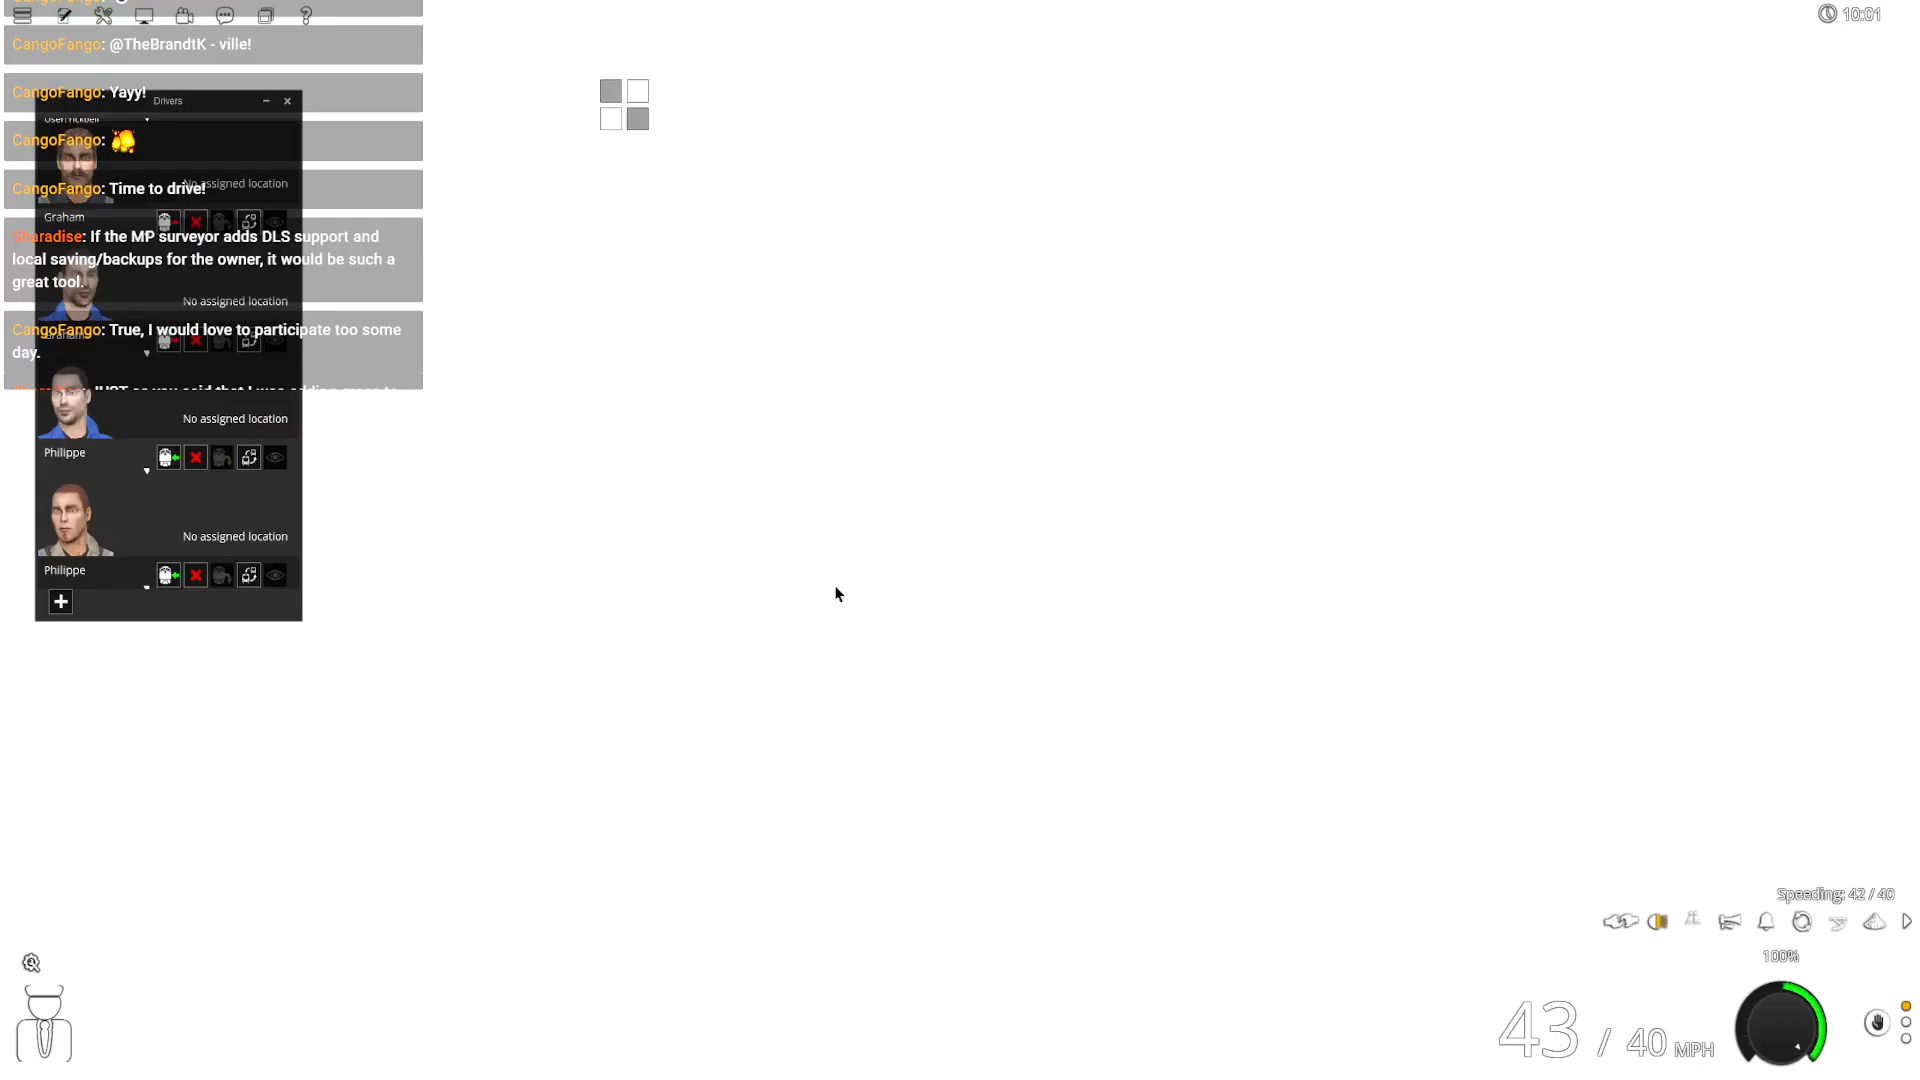 CangoFango: @TheBrandtK - ville!
CangoFango: Yayy!
CangoFango:
CangoFango: Time to drive!
Sharadise: If the MP surveyor adds DLS support and
local saving/backups for the owner, it would be such a
great tool.
CangoFango: True, I would love to participate too some
day.
Drivers
No assigned location
Graham
No assigned location
Graham
No assigned location
Philippe
No assigned location
Philippe
10:01
Speeding: 42 / 40
100%
43 / 40 MPH